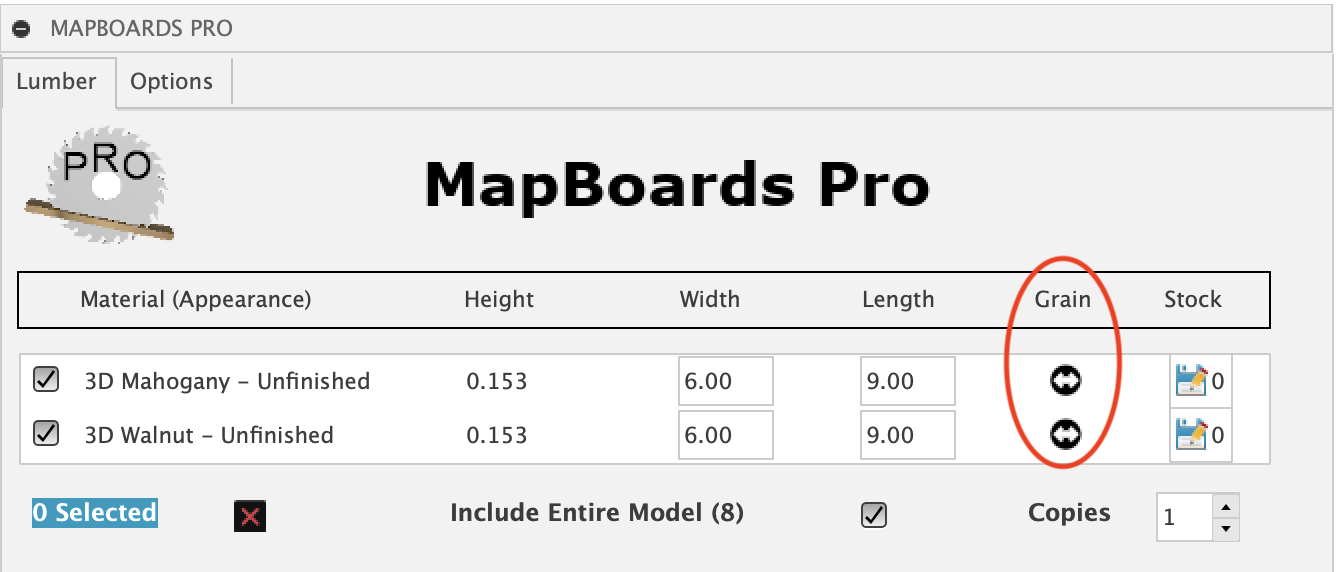 MAPBOARDS PRO
Lumber Options
PRO
MapBoards Pro
Material (Appearance) Height Width Length Grain Stock
3D Mahogany – Unfinished 0.153 6.00 9.00 0
3D Walnut – Unfinished 0.153 6.00 9.00 0
0 Selected Include Entire Model (8) Copies 1